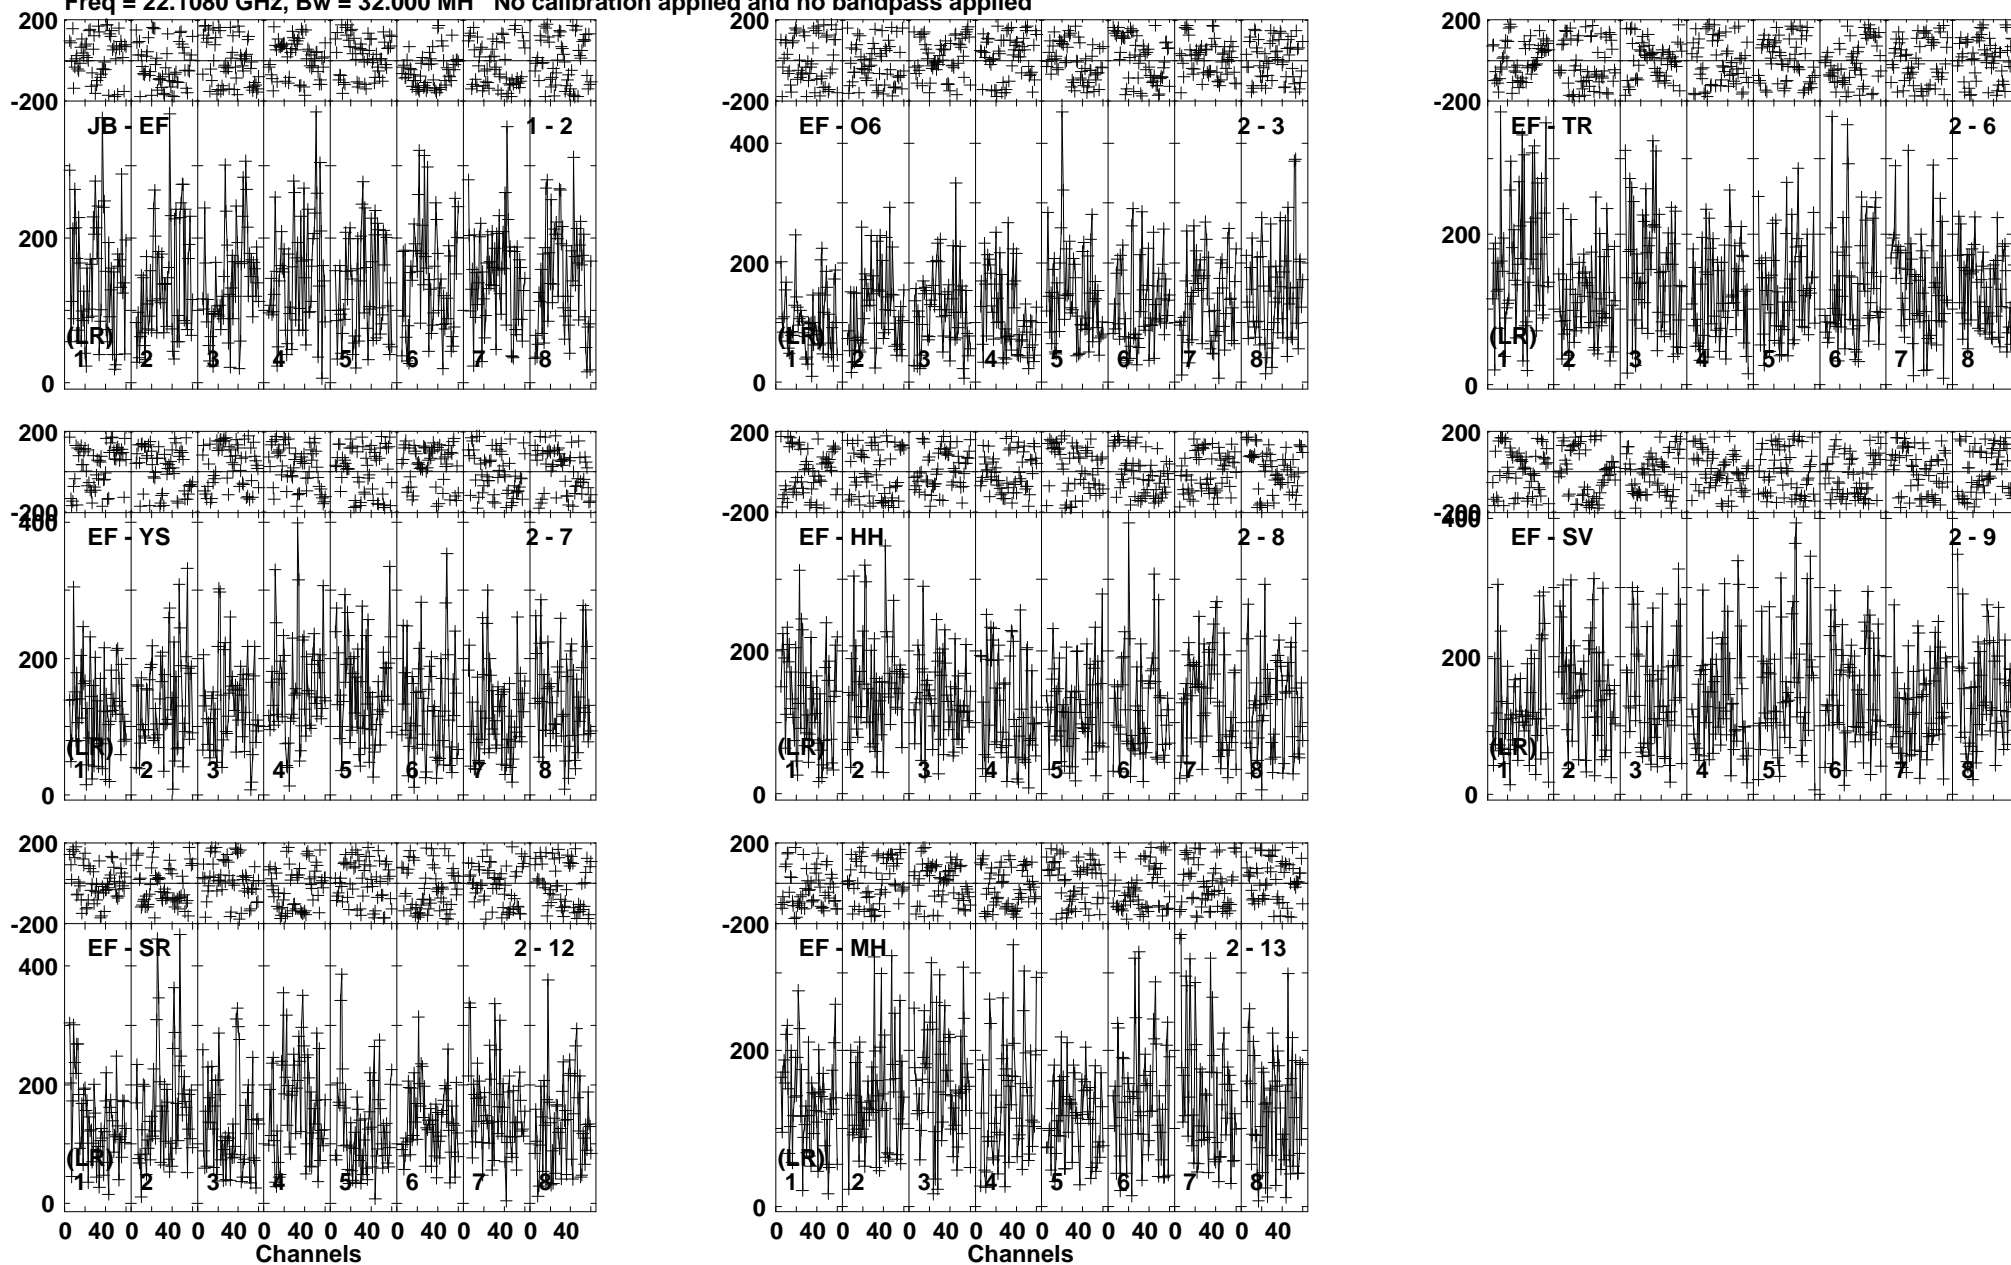 Freq = 22.1080 GHz, Bw = 32.000 MH No calibration applied and no bandpass applied
200 200 200
-200 -200 -200
JB - EF 1 - 2 EF - O6 2 - 3 EF - TR 2 - 6
400
200 200 200
(LR) (LR) (LR)
1 2 3 4 5 6 7 8 1 2 3 4 5 6 7 8 1 2 3 4 5 6 7 8
0 0 0
200 200 200
-200 -200 -200
400 400
EF - YS 2 - 7 EF - HH 2 - 8 EF - SV 2 - 9
200 200 200
(LR) (LR) (LR)
1 2 3 4 5 6 7 8 1 2 3 4 5 6 7 8 1 2 3 4 5 6 7 8
0 0 0
200 200
-200 -200
EF - SR 2 - 12 EF - MH 2 - 13
400
200 200
(LR) (LR)
1 2 3 4 5 6 7 8 1 2 3 4 5 6 7 8
0 0
0 40 0 40 0 40 0 40 0 40 0 40 0 40 0 40 0 40 0 40 0 40 0 40 0 40 0 40 0 40 0 40
Channels Channels